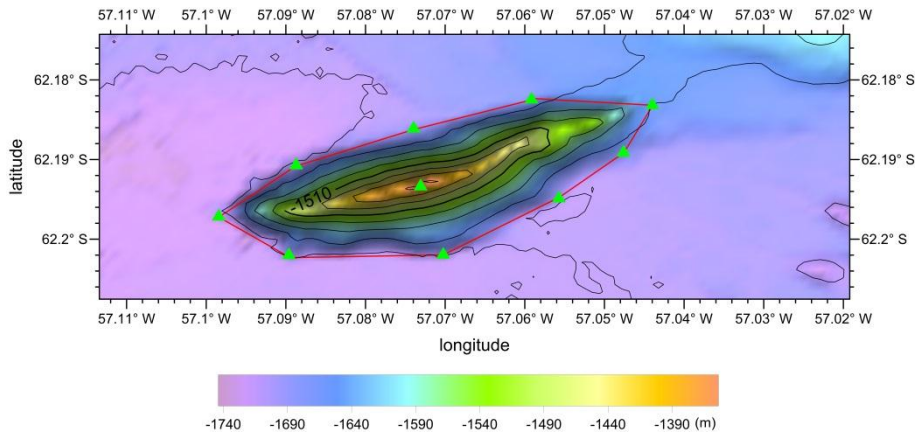 57.11° W 57.1° W 57.09° W 57.08° W 57.07° W 57.06° W 57.05° W 57.04° W 57.03° W 57.02° W
62.18° S 62.18° S
62.19° S 62.19° S
-1510
62.2° S 62.2° S
latitude
57.11° W 57.1° W 57.09° W 57.08° W 57.07° W 57.06° W 57.05° W 57.04° W 57.03° W 57.02° W
longitude
-1740 -1690 -1640 -1590 -1540 -1490 -1440 -1390 (m)